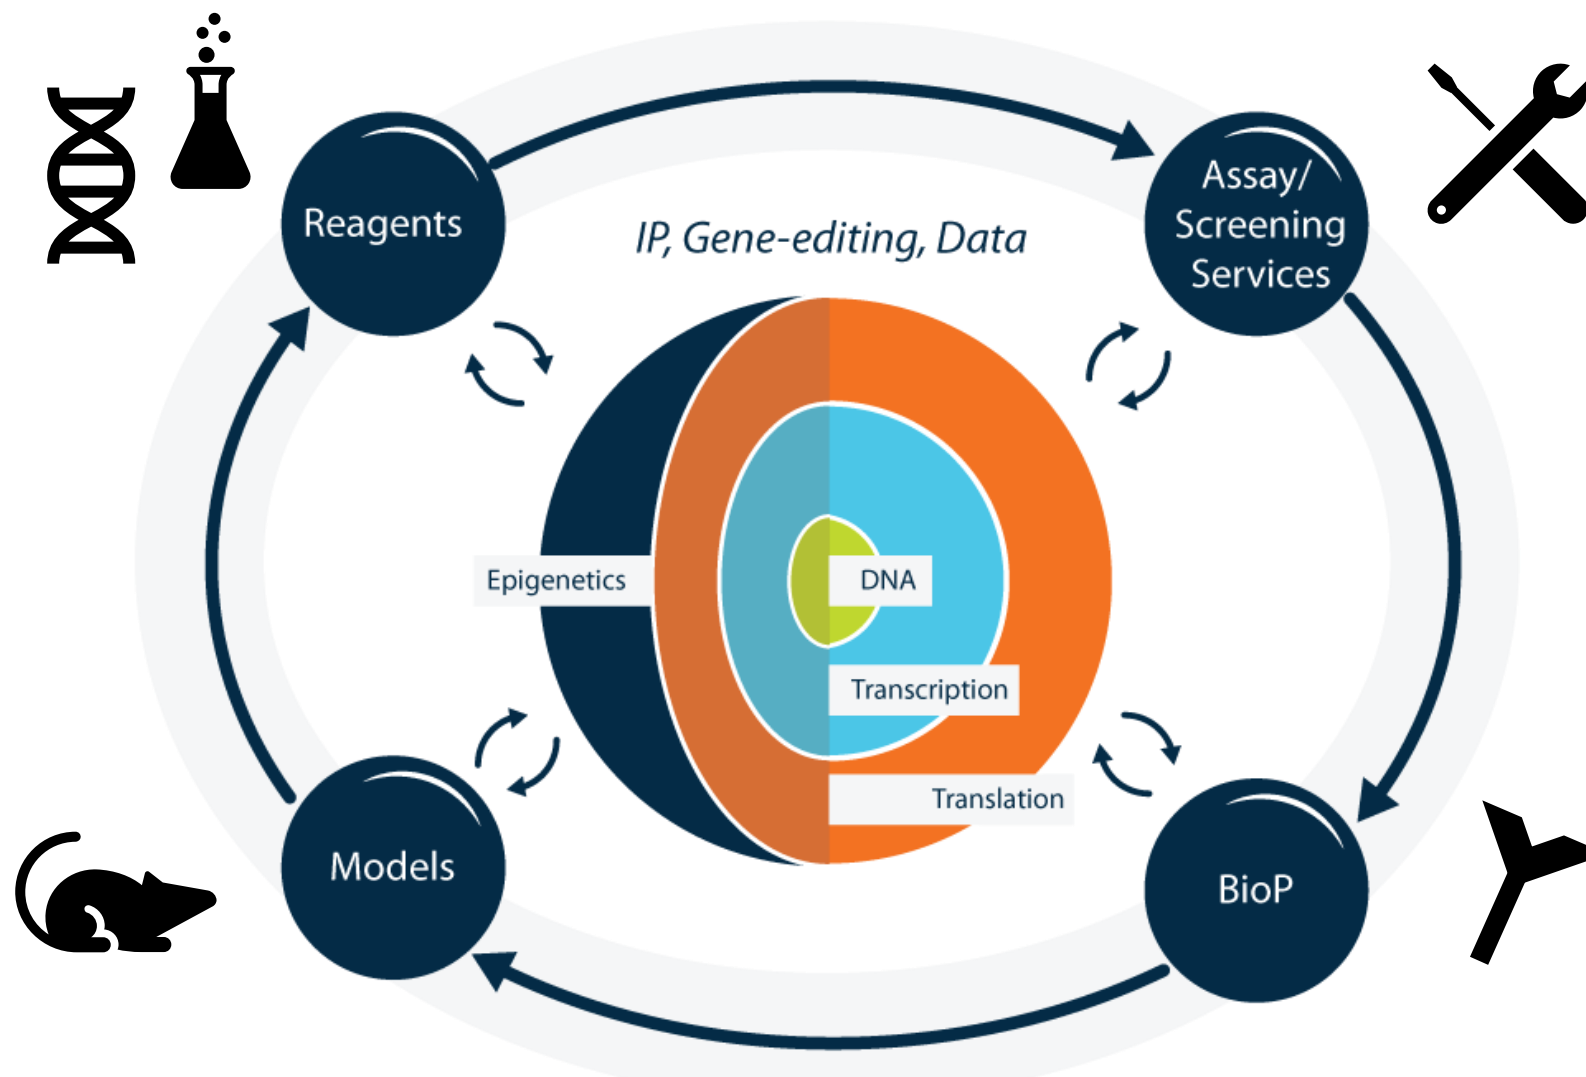 Reagents
Assay/
Screening
Services
IP, Gene-editing, Data
Epigenetics
DNA
Transcription
Translation
Models
BioP